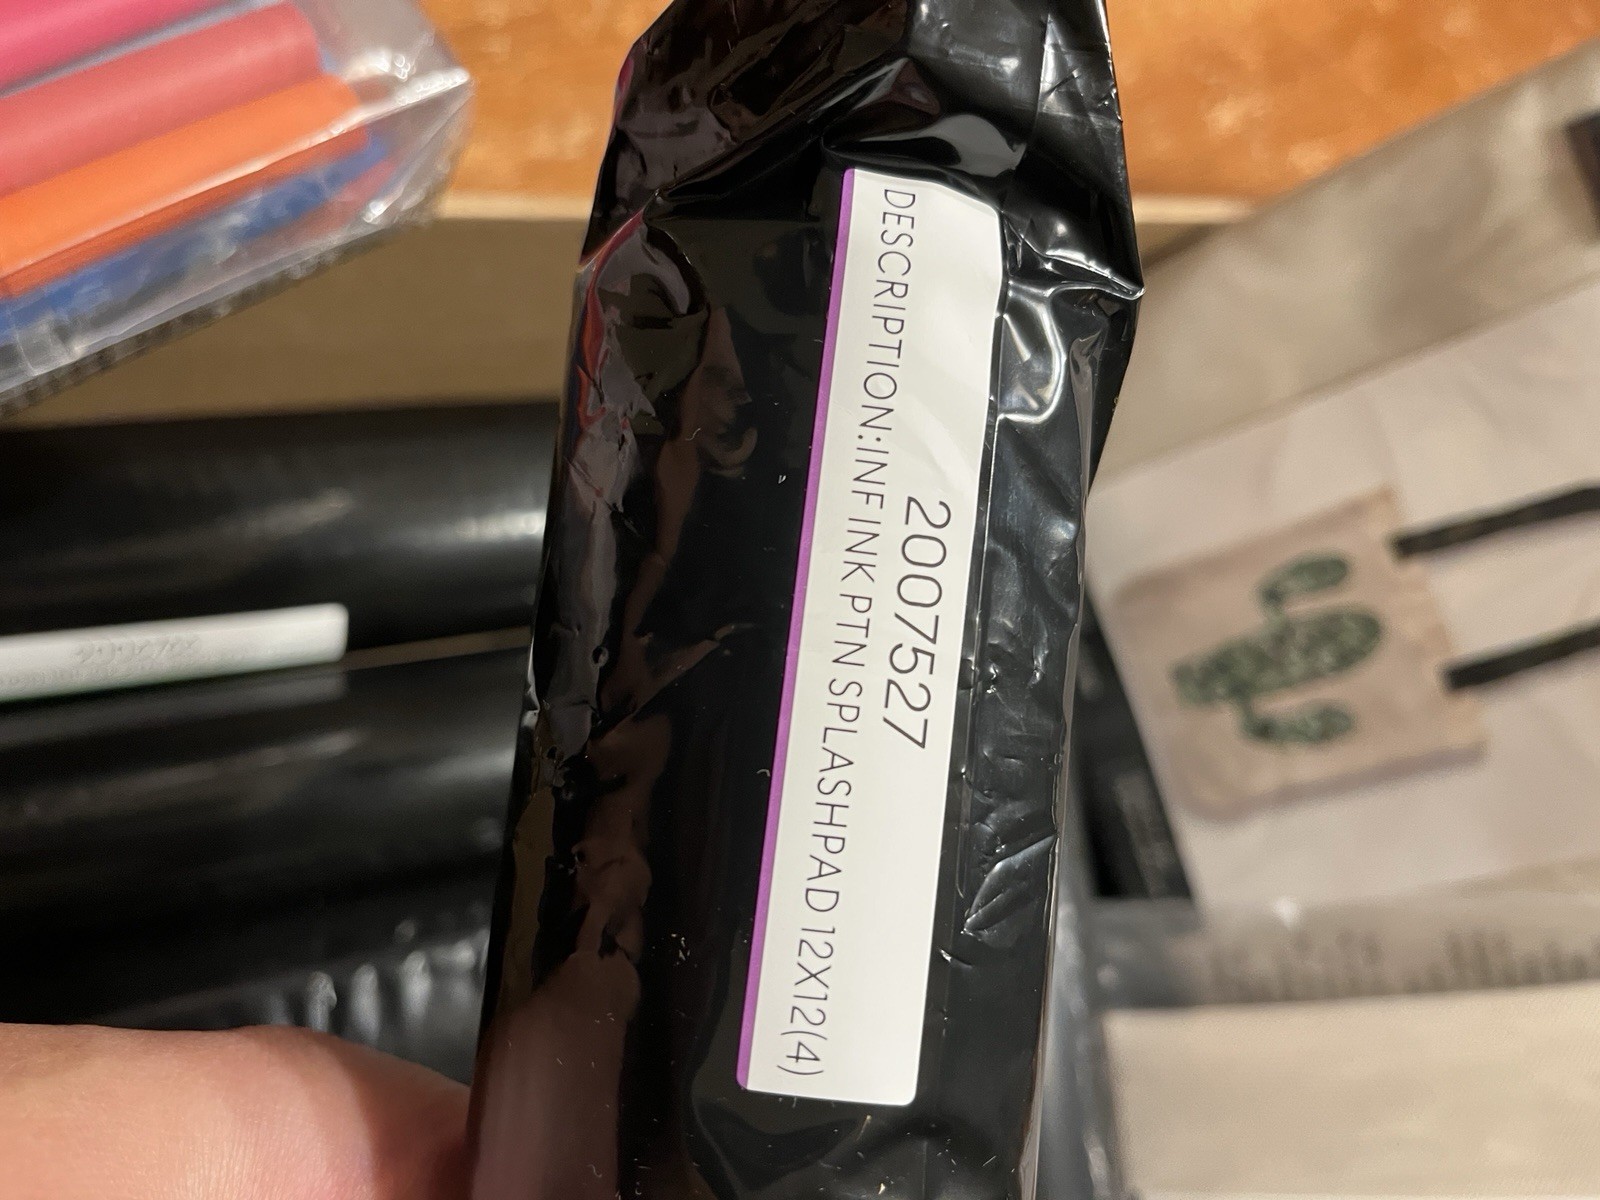 2007527
DESCRIPTION:INF INK PTN SPLASHPAD 12X12(4)